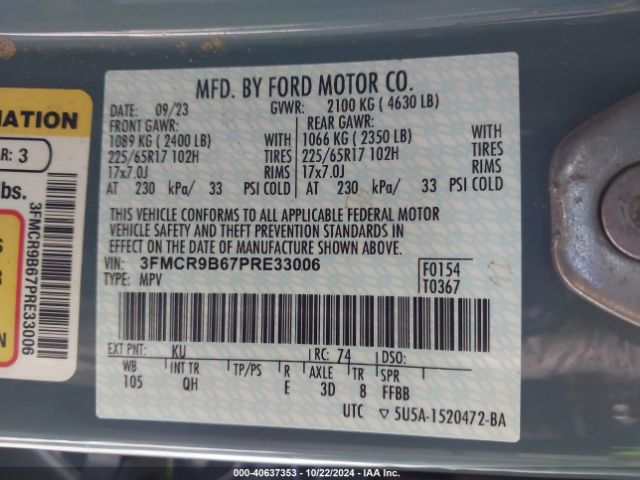 MATION
R: 3
lbs.
3FMCR9B67PRE33006
MFD. BY FORD MOTOR CO.
DATE: 09/23 GVWR: 2100 KG ( 4630 LB)
FRONT GAWR: REAR GAWR:
1089 KG ( 2400 LB) WITH 1066 KG ( 2350 LB) WITH
225/65R17 102H TIRES 225/65R17 102H TIRES
17x7.0J RIMS 17x7.0J RIMS
AT 230 kPa/ 33 PSI COLD AT 230 kPa/ 33 PSI COLD
THIS VEHICLE CONFORMS TO ALL APPLICABLE FEDERAL MOTOR
VEHICLE SAFETY AND THEFT PREVENTION STANDARDS IN
EFFECT ON THE DATE OF MANUFACTURE SHOWN ABOVE.
VIN: 3FMCR9B67PRE33006 F0154
TYPE: MPV T0367
EXT PNT: KU RC: 74 DSO:
WB INT TR TP/PS R AXLE TR SPR
105 QH E 3D 8 FFBB
UTC ▽ 5U5A-1520472-BA
000-40637353 - 10/22/2024 - IAA Inc.